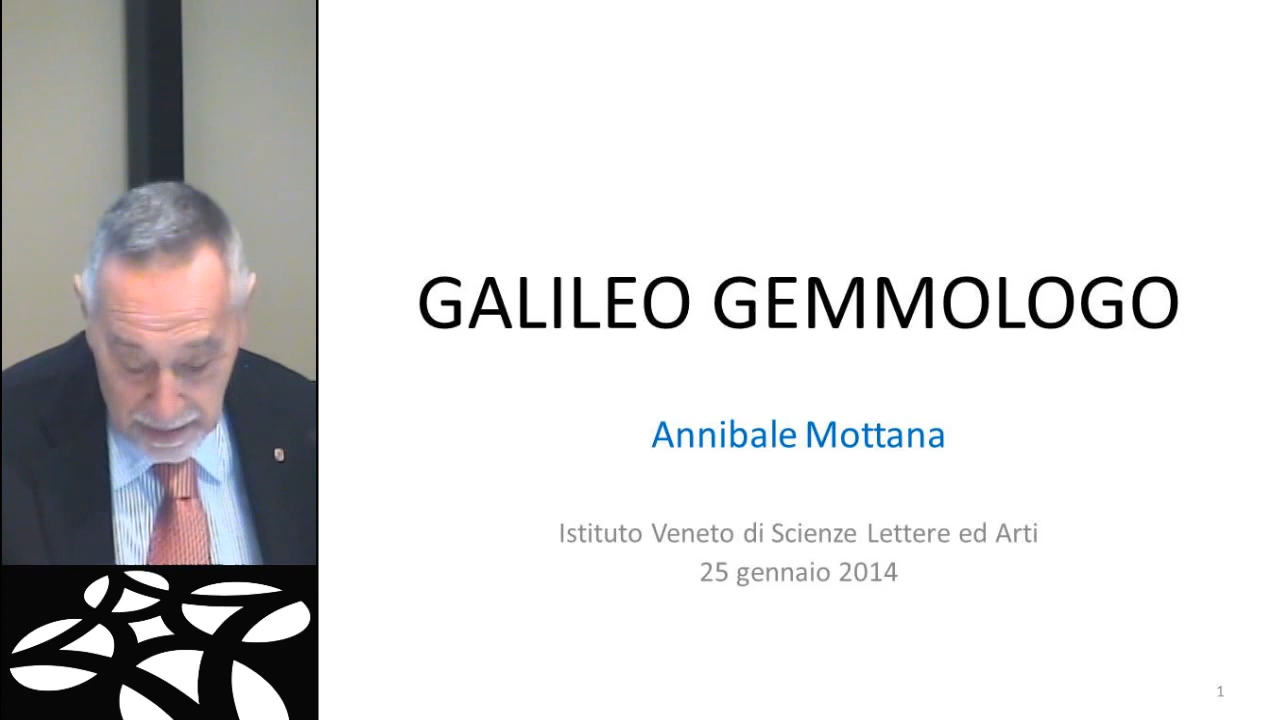 GALILEO GEMMOLOGO
Annibale Mottana
Istituto Veneto di Scienze Lettere ed Arti
25 gennaio 2014
1